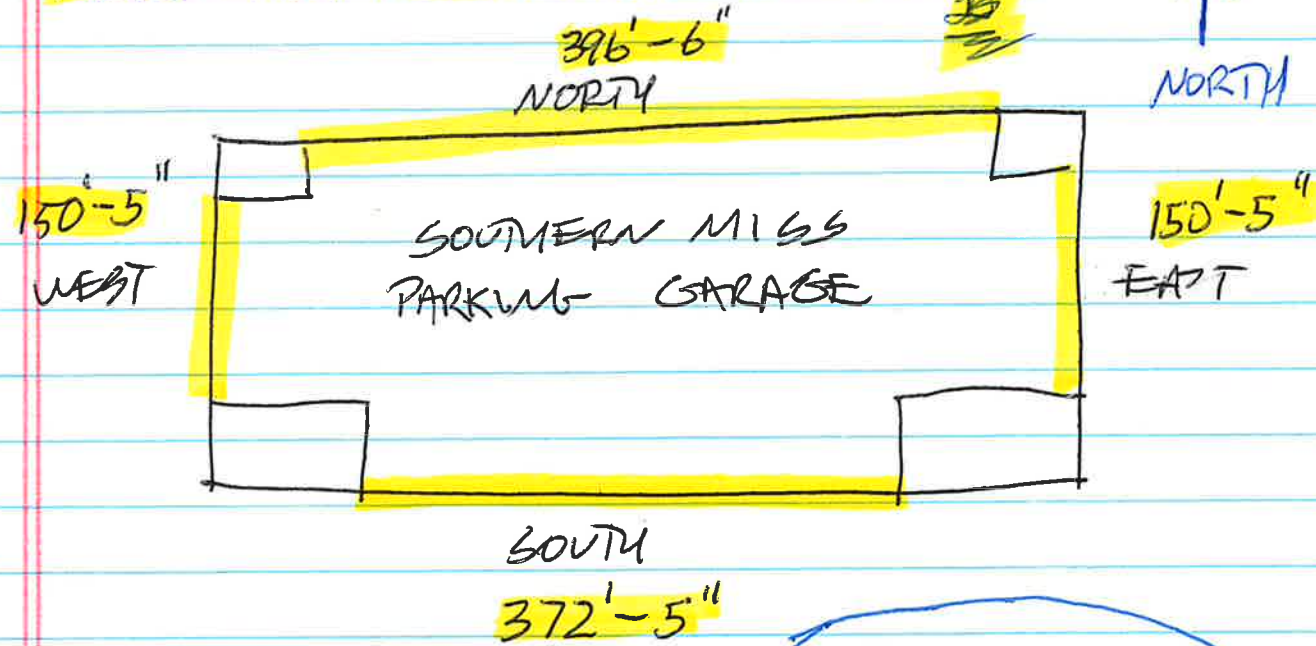 396'-6"
NORTH
NORTH
150'-5"
WEST
SOUTHERN MISS
PARKING GARAGE
150'-5"
EAST
SOUTH
372'-5"